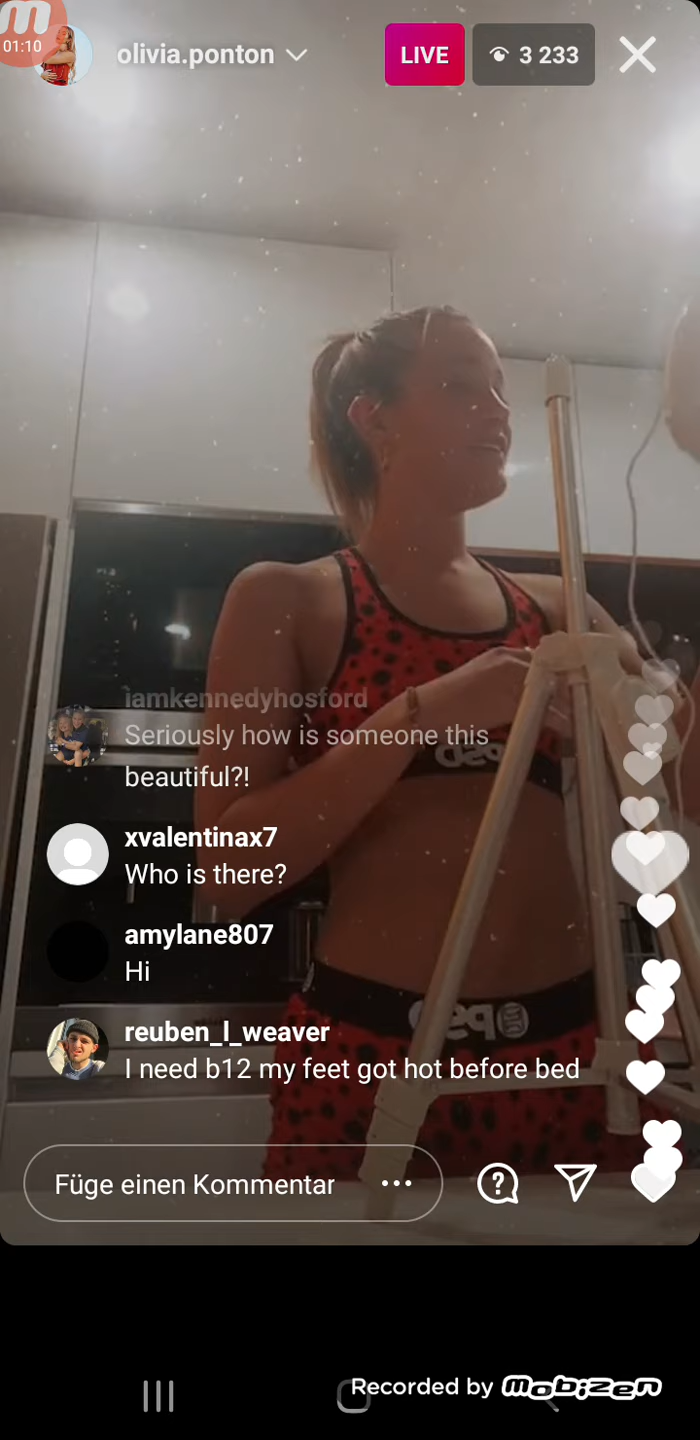 01:10
olivia.ponton
LIVE
3 233
iamkennedyhosford
Seriously how is someone this
beautiful?!
xvalentinax7
Who is there?
amylane807
Hi
reuben_l_weaver
I need b12 my feet got hot before bed
Füge einen Kommentar
Recorded by mobizen